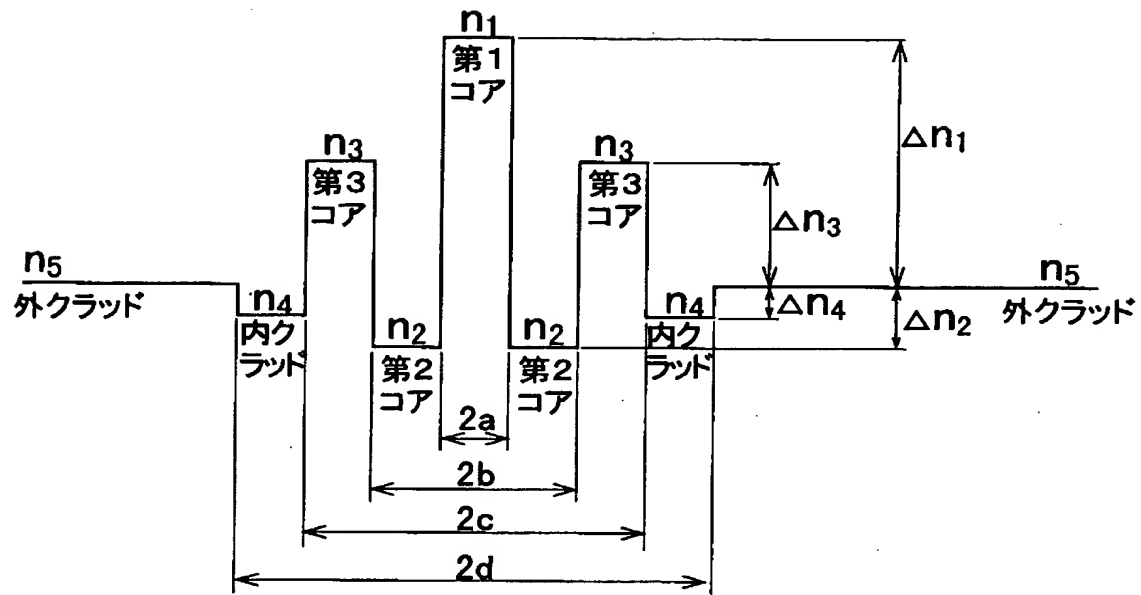 n₁
第1
コア
n₃
第3
コア
n₃
第3
コア
△n₁
△n₃
n₅
外クラッド
n₄
内ク
ラッド
n₂
第2
コア
n₂
第2
コア
n₄
内ク
ラッド
△n₄
△n₂
n₅
外クラッド
2a
2b
2c
2d